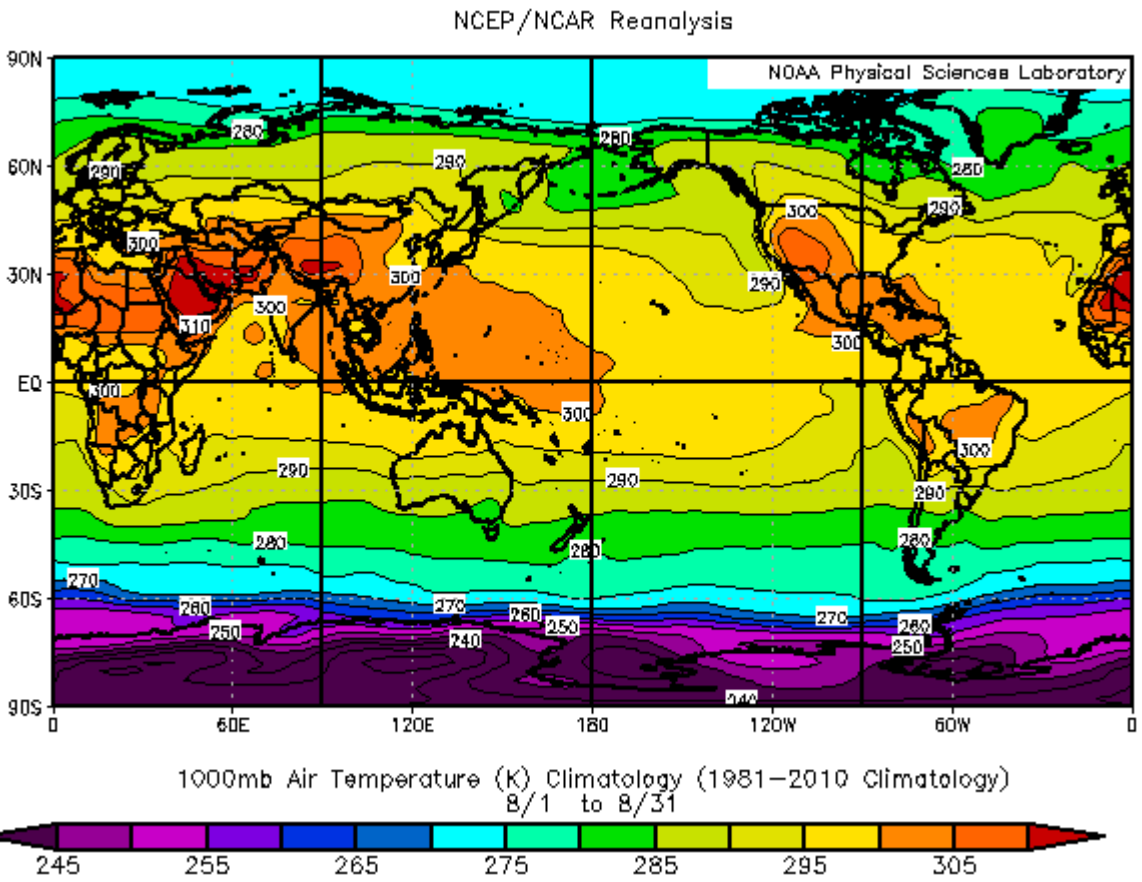 NCEP/NCAR Reanalysis
NOAA Physical Sciences Laboratory
90N
60N
30N
EQ
30S
60S
90S
280
280
290
290
280
290
300
300
300
290
300
310
300
300
300
300
290
290
290
280
280
280
270
270
260
260
270
260
250
250
250
240
240
0
60E
120E
180
120W
60W
0
1000mb Air Temperature (K) Climatology (1981-2010 Climatology)
8/1 to 8/31
245
255
265
275
285
295
305